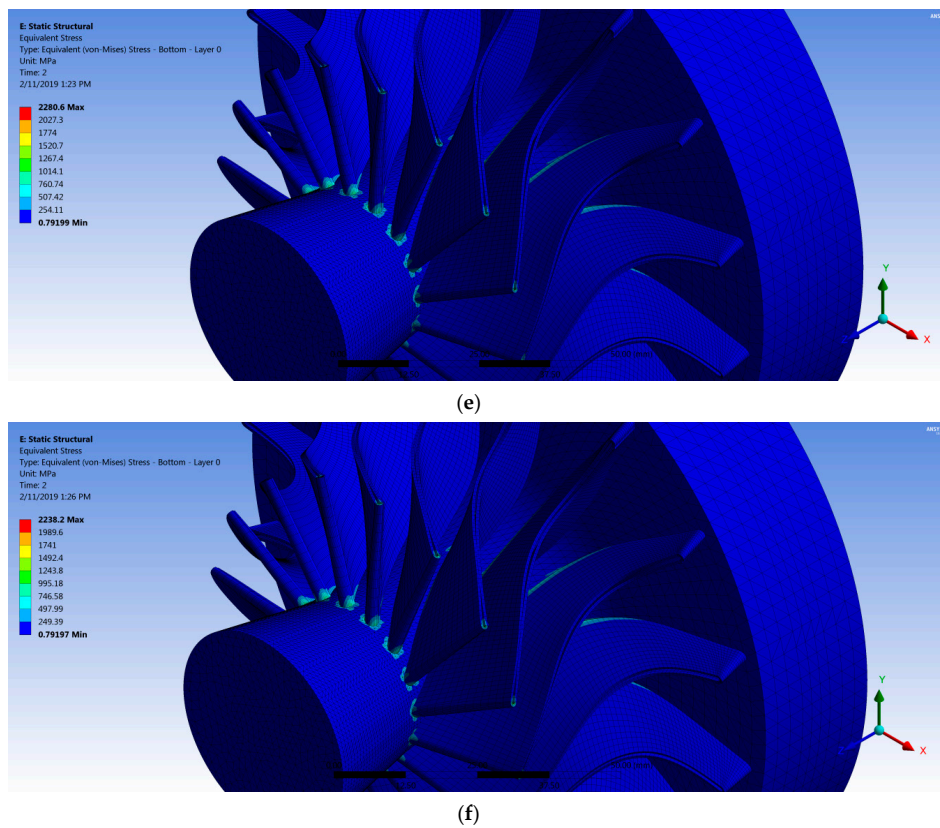 E: Static Structural
Equivalent Stress
Type: Equivalent (von-Mises) Stress - Bottom - Layer 0
Unit: MPa
Time: 2
2/11/2019 1:23 PM
2280.6 Max
2027.3
1774
1520.7
1267.4
1014.1
760.74
507.42
254.11
0.79199 Min
Y
X
(e)
E: Static Structural
Equivalent Stress
Type: Equivalent (von-Mises) Stress - Bottom - Layer 0
Unit: MPa
Time: 2
2/11/2019 1:26 PM
2238.2 Max
1989.6
1741
1492.4
1243.8
995.18
746.58
497.99
249.39
0.79197 Min
Y
X
(f)